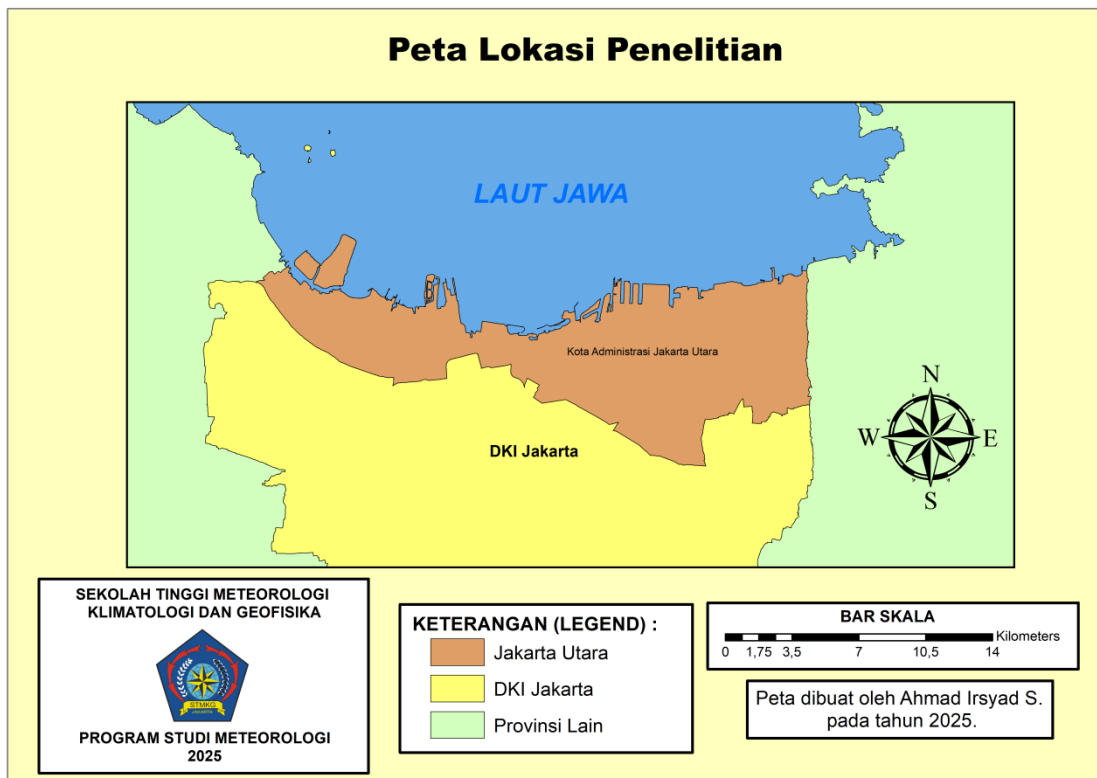 Peta Lokasi Penelitian
LAUT JAWA
Kota Administrasi Jakarta Utara
DKI Jakarta
N
W E
S
SEKOLAH TINGGI METEOROLOGI
KLIMATOLOGI DAN GEOFISIKA
STMKG
JAKARTA
PROGRAM STUDI METEOROLOGI
2025
KETERANGAN (LEGEND) :
Jakarta Utara
DKI Jakarta
Provinsi Lain
BAR SKALA
Kilometers
0 1,75 3,5 7 10,5 14
Peta dibuat oleh Ahmad Irsyad S.
pada tahun 2025.